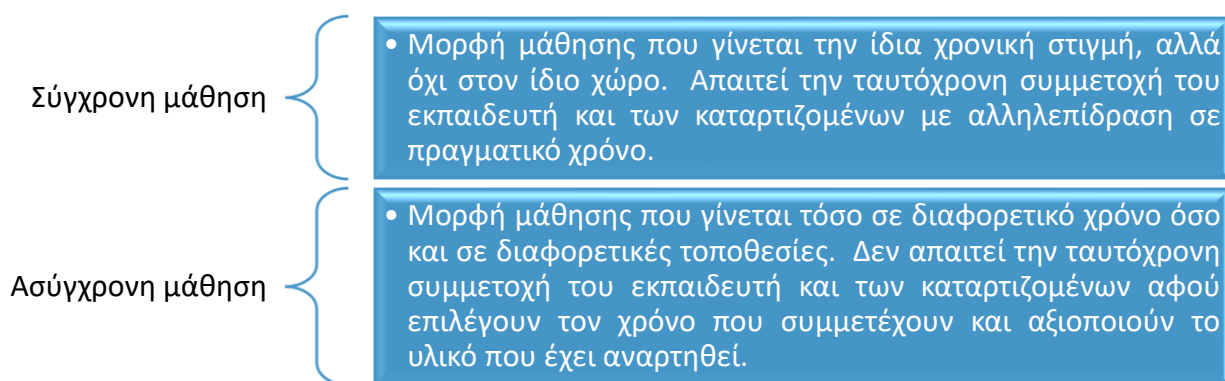 Σύγχρονη μάθηση
• Μορφή μάθησης που γίνεται την ίδια χρονική στιγμή, αλλά
όχι στον ίδιο χώρο. Απαιτεί την ταυτόχρονη συμμετοχή του
εκπαιδευτή και των καταρτιζομένων με αλληλεπίδραση σε
πραγματικό χρόνο.
Ασύγχρονη μάθηση
• Μορφή μάθησης που γίνεται τόσο σε διαφορετικό χρόνο όσο
και σε διαφορετικές τοποθεσίες. Δεν απαιτεί την ταυτόχρονη
συμμετοχή του εκπαιδευτή και των καταρτιζομένων αφού
επιλέγουν τον χρόνο που συμμετέχουν και αξιοποιούν το
υλικό που έχει αναρτηθεί.